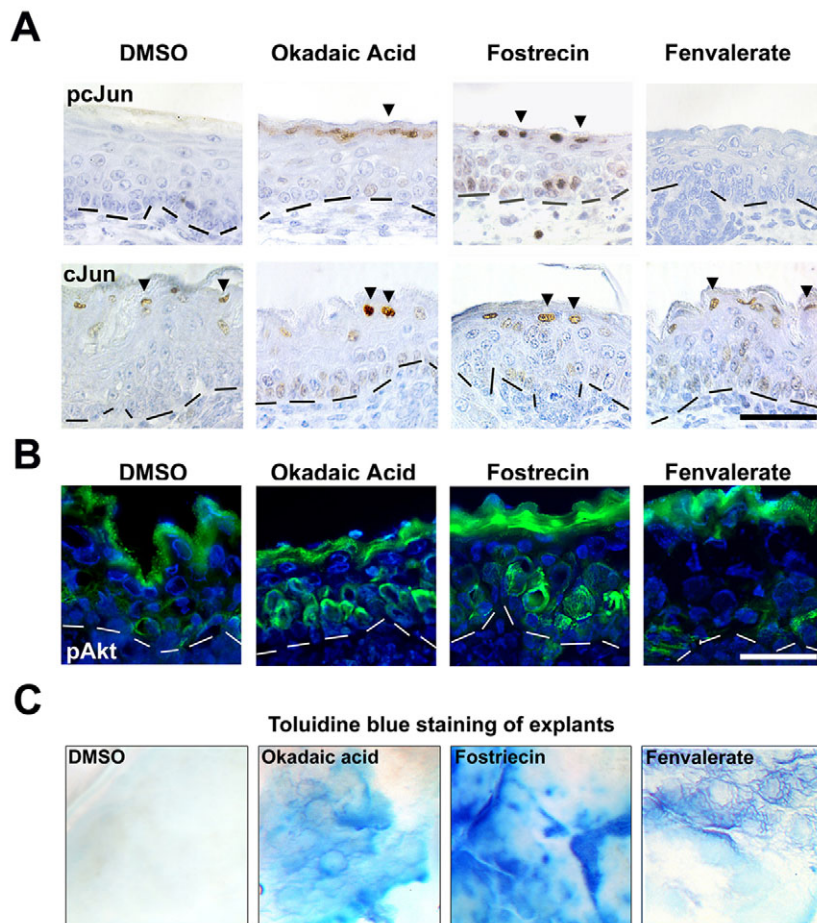 A
DMSO Okadaic Acid Fostrecin Fenvalerate
pcJun
cJun
B
DMSO Okadaic Acid Fostrecin Fenvalerate
pAkt
C
Toluidine blue staining of explants
DMSO Okadaic acid Fostriecin Fenvalerate